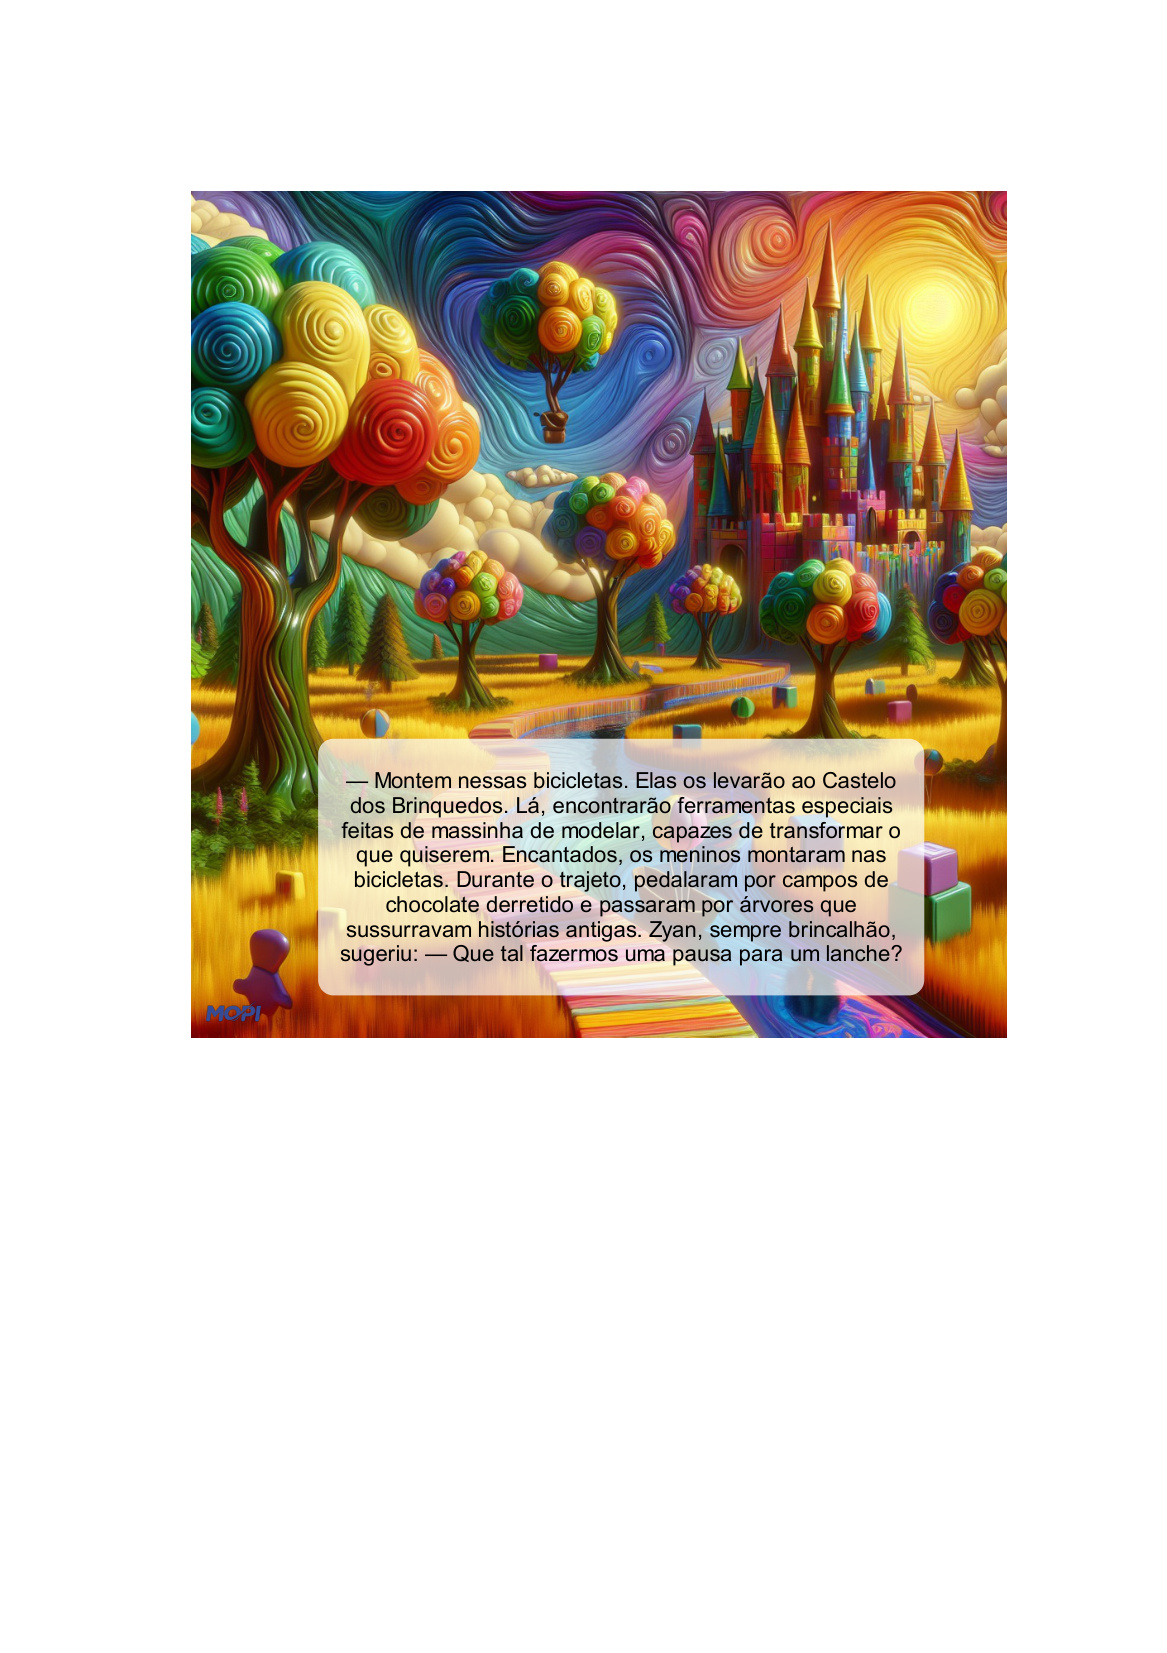 — Montem nessas bicicletas. Elas os levarão ao Castelo
dos Brinquedos. Lá, encontrarão ferramentas especiais
feitas de massinha de modelar, capazes de transformar o
que quiserem. Encantados, os meninos montaram nas
bicicletas. Durante o trajeto, pedalaram por campos de
chocolate derretido e passaram por árvores que
sussurravam histórias antigas. Zyan, sempre brincalhão,
sugeriu: — Que tal fazermos uma pausa para um lanche?
MOPI